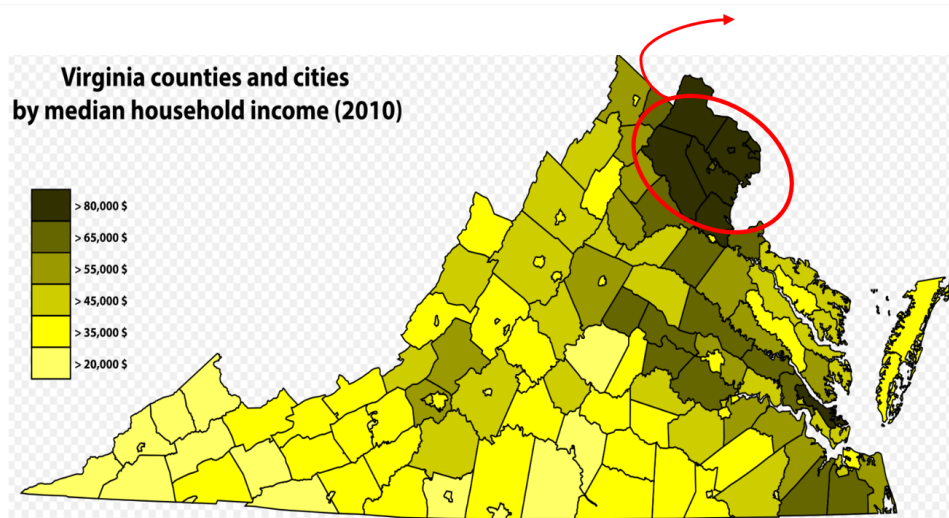 Virginia counties and cities
by median household income (2010)
> 80,000 $
> 65,000 $
> 55,000 $
> 45,000 $
> 35,000 $
> 20,000 $